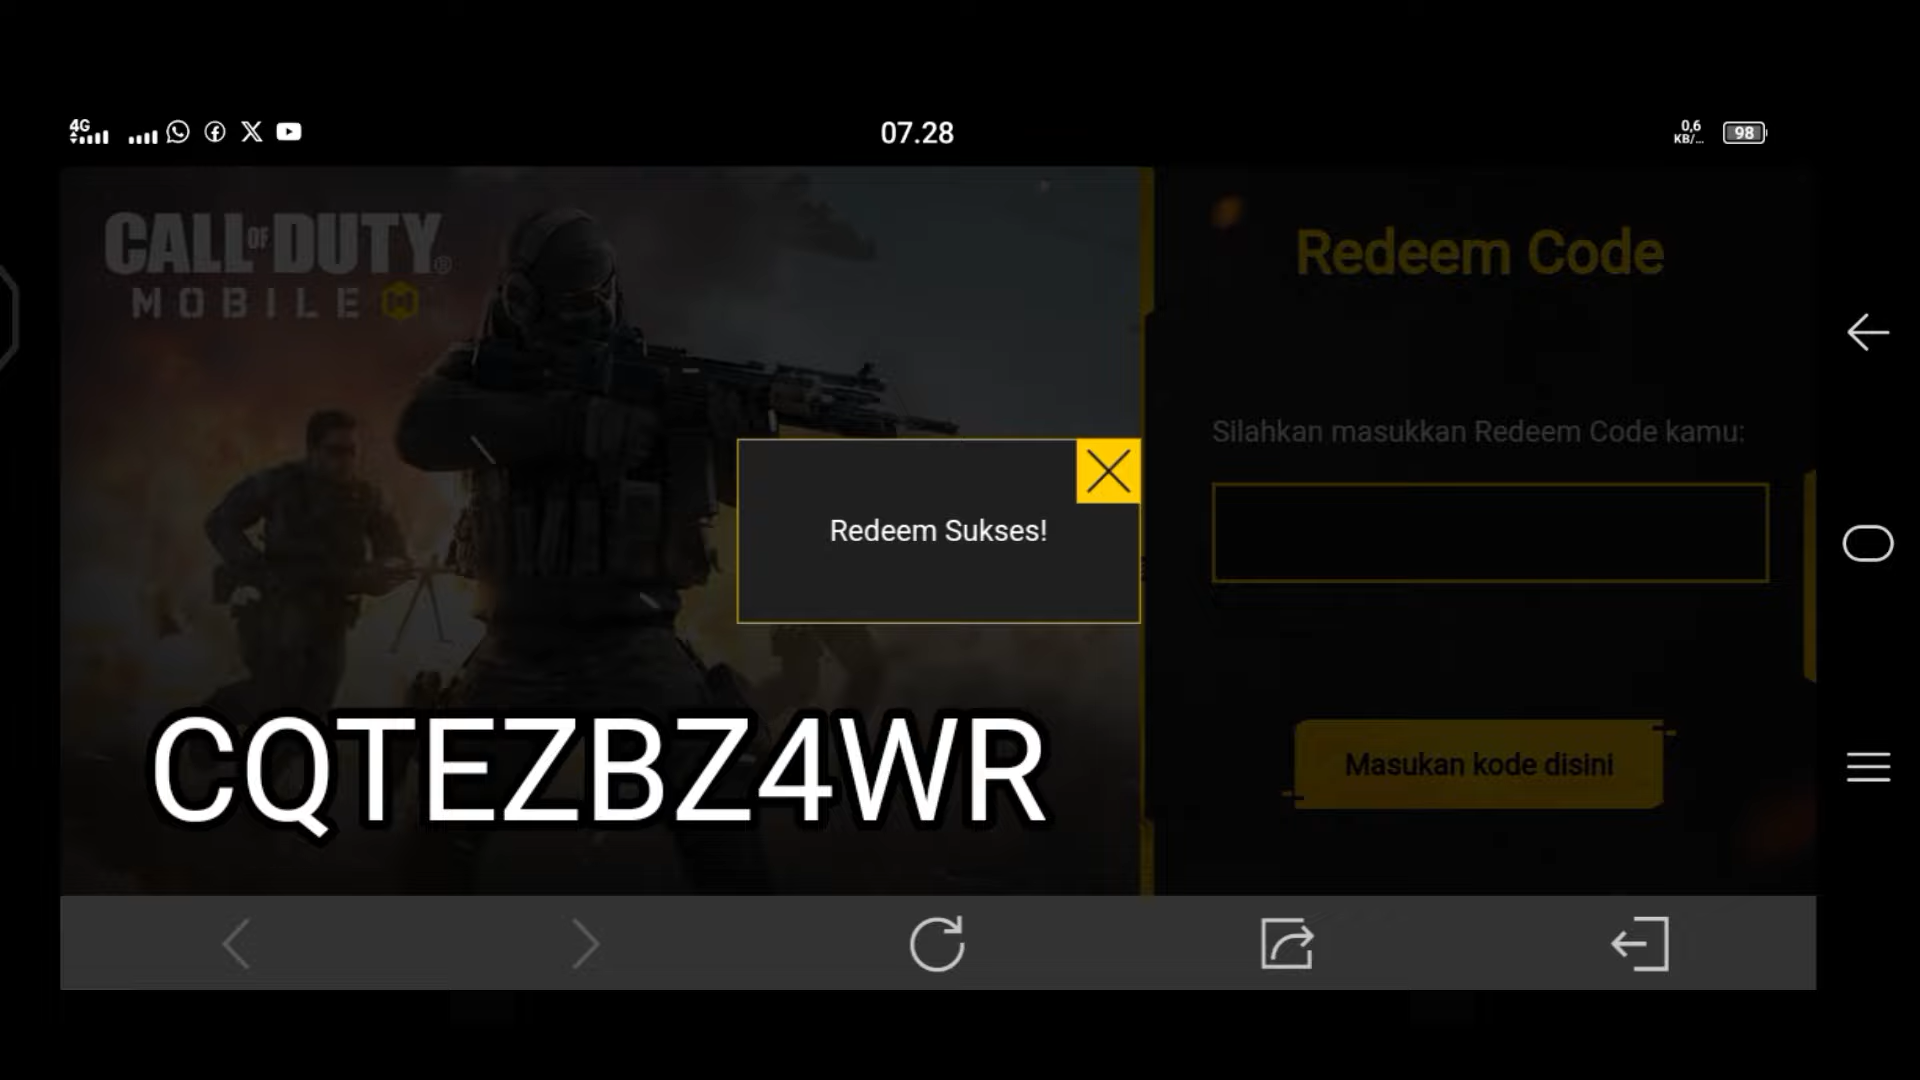 4G
07.28
0,6
KB/...
98
CALL OF DUTY®
MOBILE
Redeem Code
Silahkan masukkan Redeem Code kamu:
Redeem Sukses!
CQTEZBZ4WR
Masukan kode disini